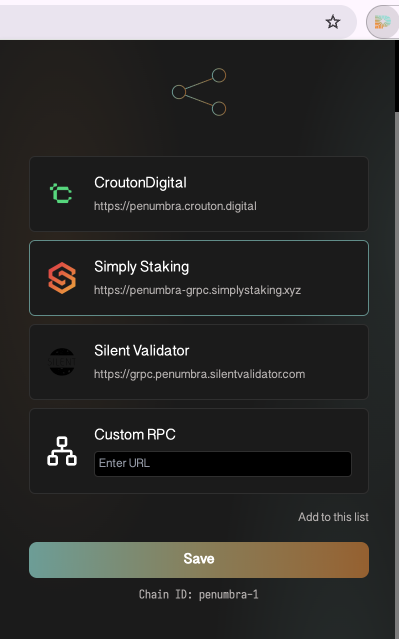 CroutonDigital
https://penumbra.crouton.digital
Simply Staking
https://penumbra-grpc.simplystaking.xyz
Silent Validator
https://grpc.penumbra.silentvalidator.com
Custom RPC
Enter URL
Add to this list
Save
Chain ID: penumbra-1